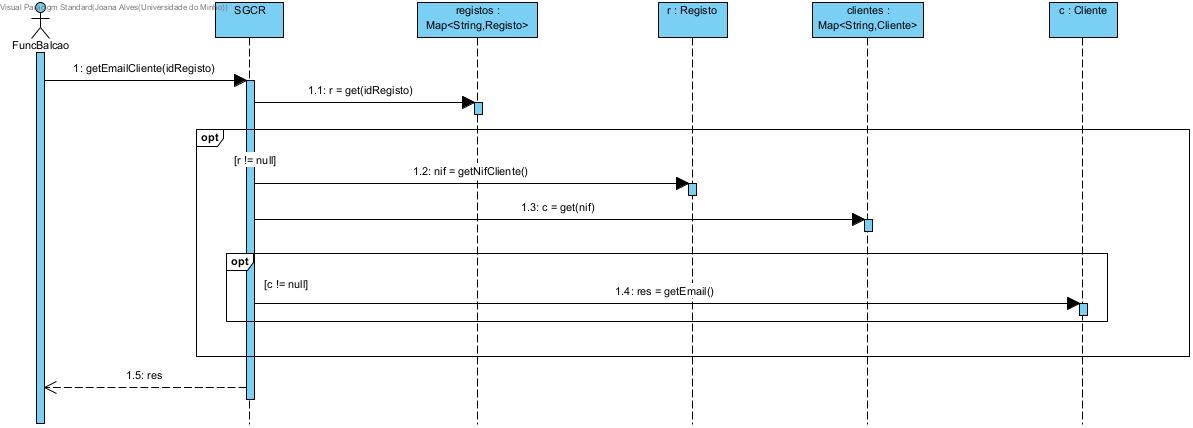 Visual Paradigm Standard(Joana Alves(Universidade do Minho))
FuncBalcao
SGCR
registos :
Map<String,Registo>
r : Registo
clientes :
Map<String,Cliente>
c : Cliente
1: getEmailCliente(idRegisto)
1.1: r = get(idRegisto)
opt
[r != null]
1.2: nif = getNifCliente()
1.3: c = get(nif)
opt
[c != null]
1.4: res = getEmail()
1.5: res